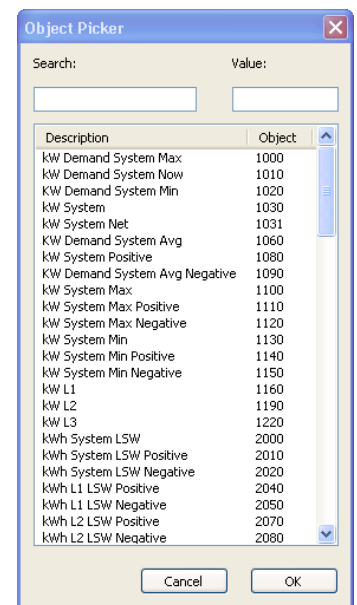 Object Picker
Search: Value:
Description Object
kW Demand System Max 1000
kW Demand System Now 1010
KW Demand System Min 1020
kW System 1030
kW System Net 1031
KW Demand System Avg 1060
kW System Positive 1080
KW Demand System Avg Negative 1090
kW System Max 1100
kW System Max Positive 1110
kW System Max Negative 1120
kW System Min 1130
kW System Min Positive 1140
kW System Min Negative 1150
kW L1 1160
kW L2 1190
kW L3 1220
kWh System LSW 2000
kWh System LSW Positive 2010
kWh System LSW Negative 2020
kWh L1 LSW Positive 2040
kWh L1 LSW Negative 2050
kWh L2 LSW Positive 2070
kWh L2 LSW Negative 2080
Cancel OK